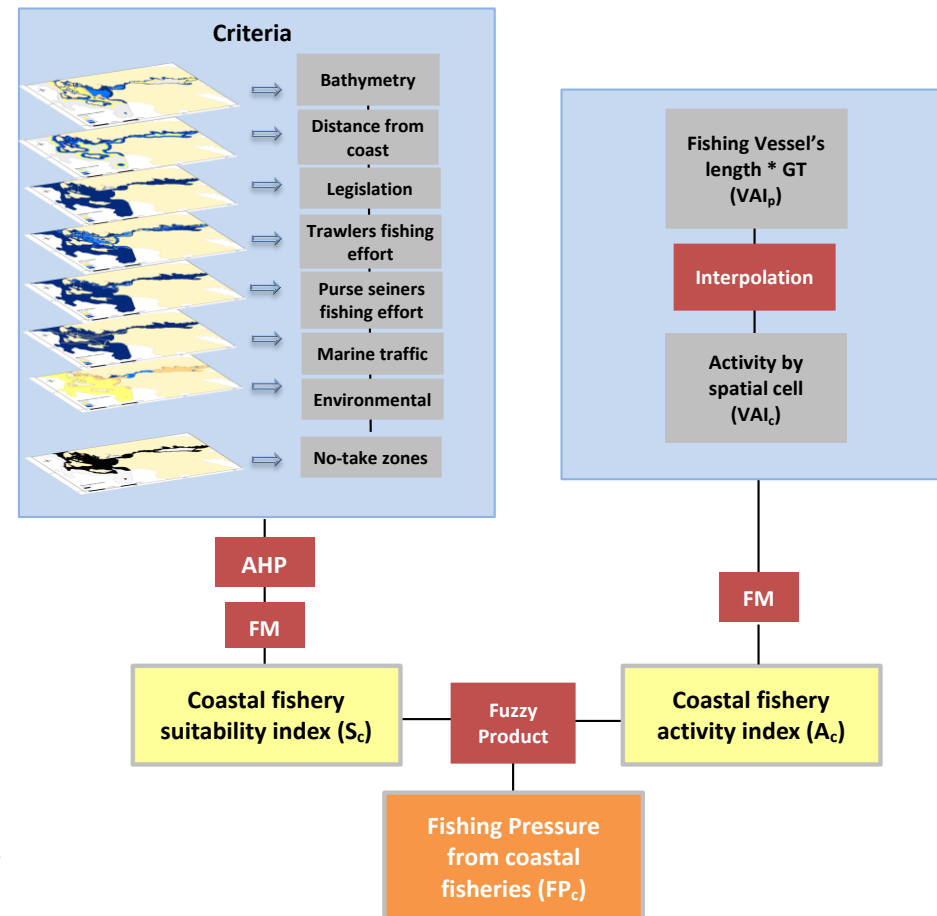 Criteria
Bathymetry
Distance from
coast
Legislation
Trawlers fishing
effort
Purse seiners
fishing effort
Marine traffic
Environmental
No-take zones
AHP
FM
Coastal fishery
suitability index (Sc)
Fishing Vessel's
length * GT
(VAIp)
Interpolation
Activity by
spatial cell
(VAIc)
FM
Coastal fishery
activity index (Ac)
Fuzzy
Product
Fishing Pressure
from coastal
fisheries (FPc)